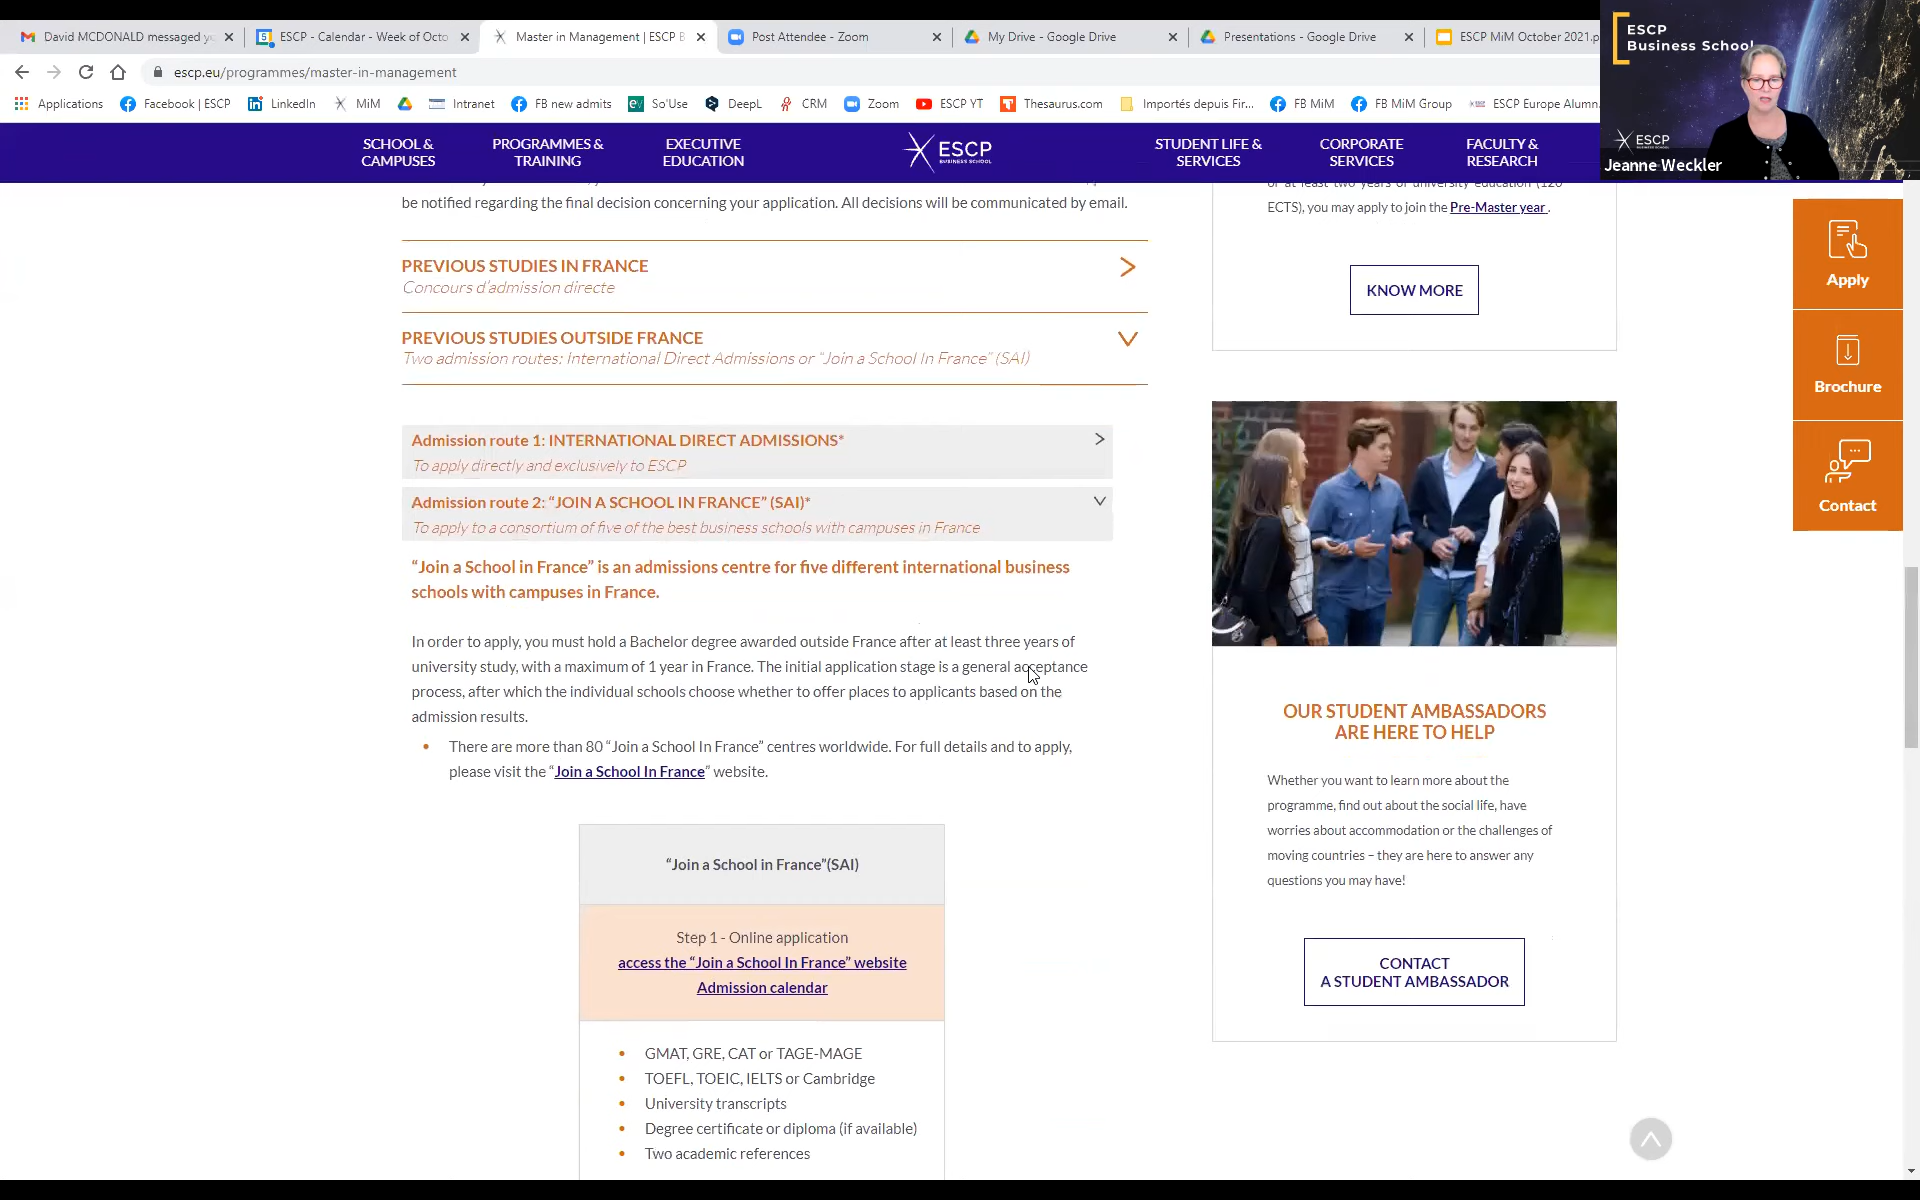 David MCDONALD messaged yo
ESCP - Calendar - Week of Octo
Master in Management | ESCP B
Post Attendee - Zoom
My Drive - Google Drive
Presentations - Google Drive
ESCP MiM October 2021.p
escp.eu/programmes/master-in-management
Applications
Facebook | ESCP
LinkedIn
MiM
Intranet
FB new admits
So'Use
DeepL
CRM
Zoom
ESCP YT
Thesaurus.com
Importés depuis Fir...
FB MiM
FB MiM Group
ESCP Europe Alumn.
ESCP
Business School
ESCP
Jeanne Weckler
SCHOOL &
CAMPUSES
PROGRAMMES &
TRAINING
EXECUTIVE
EDUCATION
ESCP
BUSINESS SCHOOL
STUDENT LIFE &
SERVICES
CORPORATE
SERVICES
FACULTY &
RESEARCH
be notified regarding the final decision concerning your application. All decisions will be communicated by email.
PREVIOUS STUDIES IN FRANCE
Concours d'admission directe
PREVIOUS STUDIES OUTSIDE FRANCE
Two admission routes: International Direct Admissions or “Join a School In France” (SAI)
Admission route 1: INTERNATIONAL DIRECT ADMISSIONS*
To apply directly and exclusively to ESCP
Admission route 2: “JOIN A SCHOOL IN FRANCE” (SAI)*
To apply to a consortium of five of the best business schools with campuses in France
“Join a School in France” is an admissions centre for five different international business
schools with campuses in France.
In order to apply, you must hold a Bachelor degree awarded outside France after at least three years of
university study, with a maximum of 1 year in France. The initial application stage is a general acceptance
process, after which the individual schools choose whether to offer places to applicants based on the
admission results.
• There are more than 80 “Join a School In France” centres worldwide. For full details and to apply,
please visit the “Join a School In France” website.
“Join a School in France”(SAI)
Step 1 - Online application
access the “Join a School In France” website
Admission calendar
• GMAT, GRE, CAT or TAGE-MAGE
• TOEFL, TOEIC, IELTS or Cambridge
• University transcripts
• Degree certificate or diploma (if available)
• Two academic references
or at least two years of university education (120
ECTS), you may apply to join the Pre-Master year .
KNOW MORE
OUR STUDENT AMBASSADORS
ARE HERE TO HELP
Whether you want to learn more about the
programme, find out about the social life, have
worries about accommodation or the challenges of
moving countries – they are here to answer any
questions you may have!
CONTACT
A STUDENT AMBASSADOR
Apply
Brochure
Contact